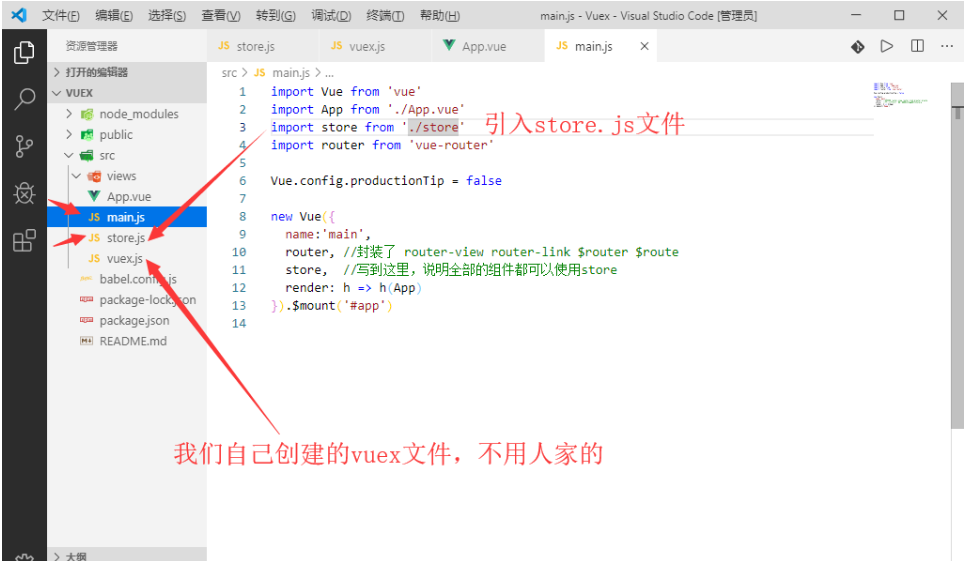 文件(F) 编辑(E) 选择(S) 查看(V) 转到(G) 调试(D) 终端(T) 帮助(H) main.js - Vuex - Visual Studio Code [管理员]
资源管理器
JS store.js JS vuex.js App.vue JS main.js
打开的编辑器
VUEX
node_modules
public
src
views
App.vue
JS main.js
JS store.js
JS vuex.js
babel.config.js
package-lock.json
package.json
README.md
大纲
src > JS main.js > ...
1 import Vue from 'vue'
2 import App from './App.vue'
3 import store from './store'
引入store.js文件
4 import router from 'vue-router'
5
6 Vue.config.productionTip = false
7
8 new Vue({
9 name:'main',
10 router, //封装了 router-view router-link $router $route
11 store, //写到这里，说明全部的组件都可以使用store
12 render: h => h(App)
13 }).$mount('#app')
14
我们自己创建的vuex文件，不用人家的